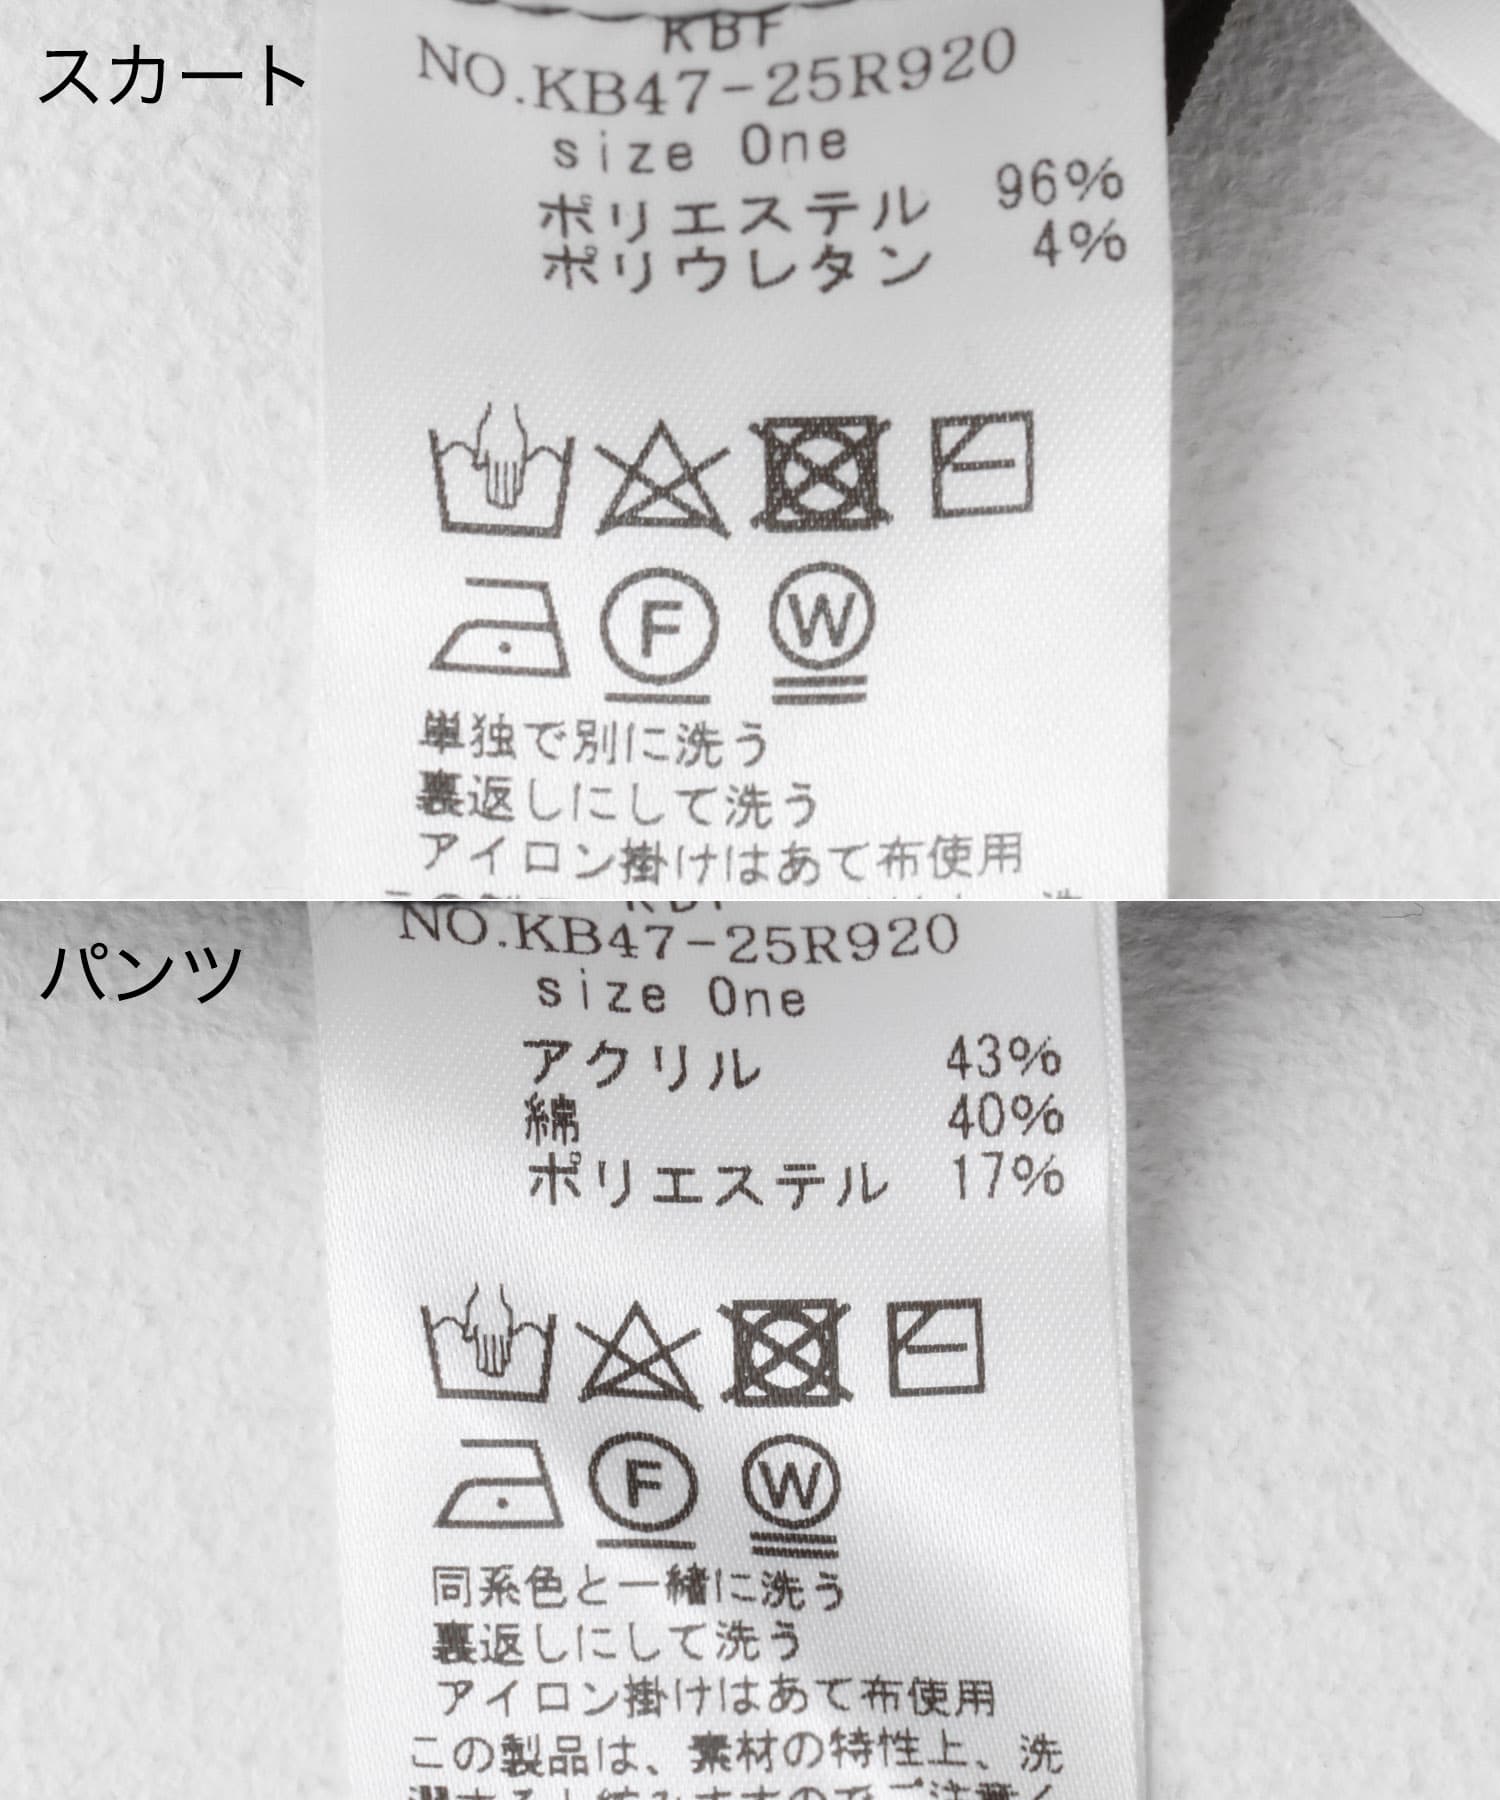 スカート
KBF
NO.KB47-25R920
size One
ポリエステル 96%
ポリウレタン 4%
F
W
単独で別に洗う
裏返しにして洗う
アイロン掛けはあて布使用
パンツ
KBF
NO.KB47-25R920
size One
アクリル 43%
綿 40%
ポリエステル 17%
F
W
同系色と一緒に洗う
裏返しにして洗う
アイロン掛けはあて布使用
この製品は、素材の特性上、洗